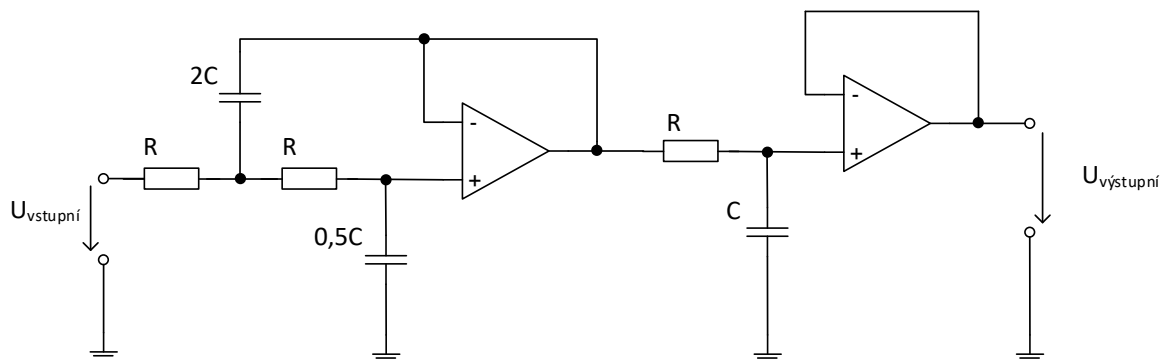 2C
R
R
-
+
U vstupní
0,5C
R
-
+
C
U výstupní